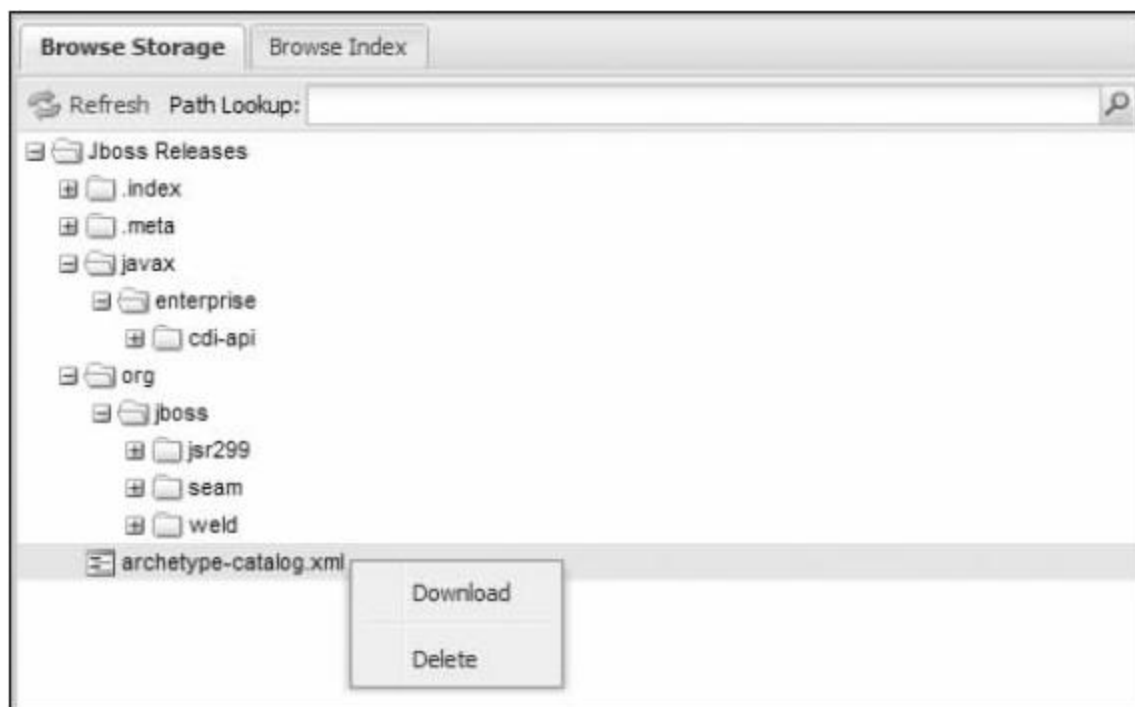 Browse Storage Browse Index
Refresh Path Lookup:
Jboss Releases
.index
.meta
javax
enterprise
cdi-api
org
jboss
jsr299
seam
weld
archetype-catalog.xml
Download
Delete